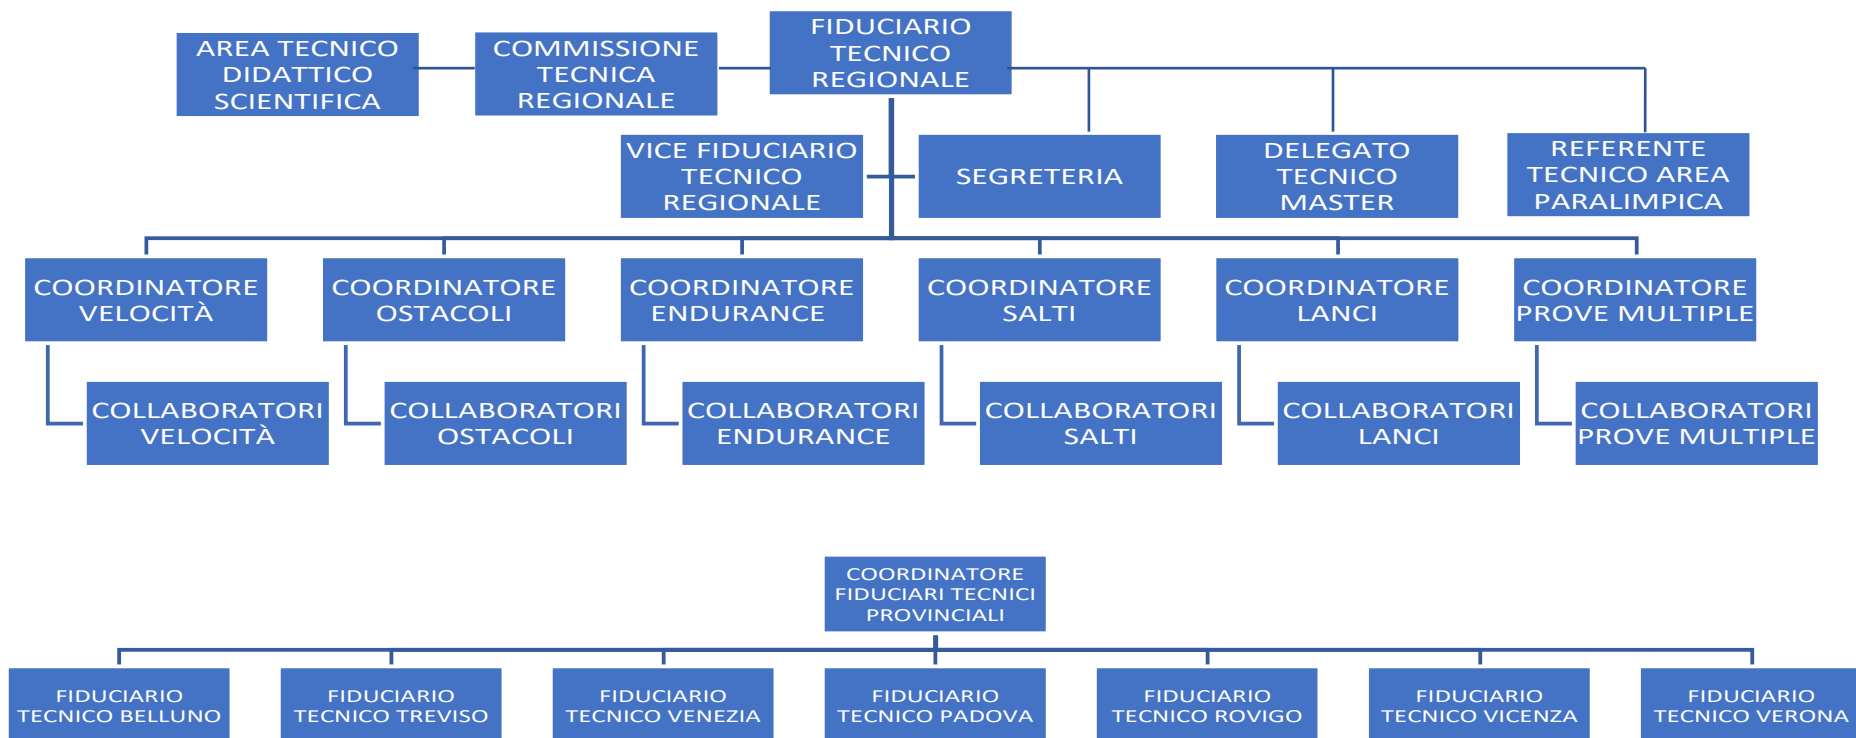 AREA TECNICO
DIDATTICO
SCIENTIFICA
COMMISSIONE
TECNICA
REGIONALE
FIDUCIARIO
TECNICO
REGIONALE
VICE FIDUCIARIO
TECNICO
REGIONALE
SEGRETERIA
DELEGATO
TECNICO
MASTER
REFERENTE
TECNICO AREA
PARALIMPICA
COORDINATORE
VELOCITÀ
COORDINATORE
OSTACOLI
COORDINATORE
ENDURANCE
COORDINATORE
SALTI
COORDINATORE
LANCI
COORDINATORE
PROVE MULTIPLE
COLLABORATORI
VELOCITÀ
COLLABORATORI
OSTACOLI
COLLABORATORI
ENDURANCE
COLLABORATORI
SALTI
COLLABORATORI
LANCI
COLLABORATORI
PROVE MULTIPLE
COORDINATORE
FIDUCIARI TECNICI
PROVINCIALI
FIDUCIARIO
TECNICO BELLUNO
FIDUCIARIO
TECNICO TREVISO
FIDUCIARIO
TECNICO VENEZIA
FIDUCIARIO
TECNICO PADOVA
FIDUCIARIO
TECNICO ROVIGO
FIDUCIARIO
TECNICO VICENZA
FIDUCIARIO
TECNICO VERONA